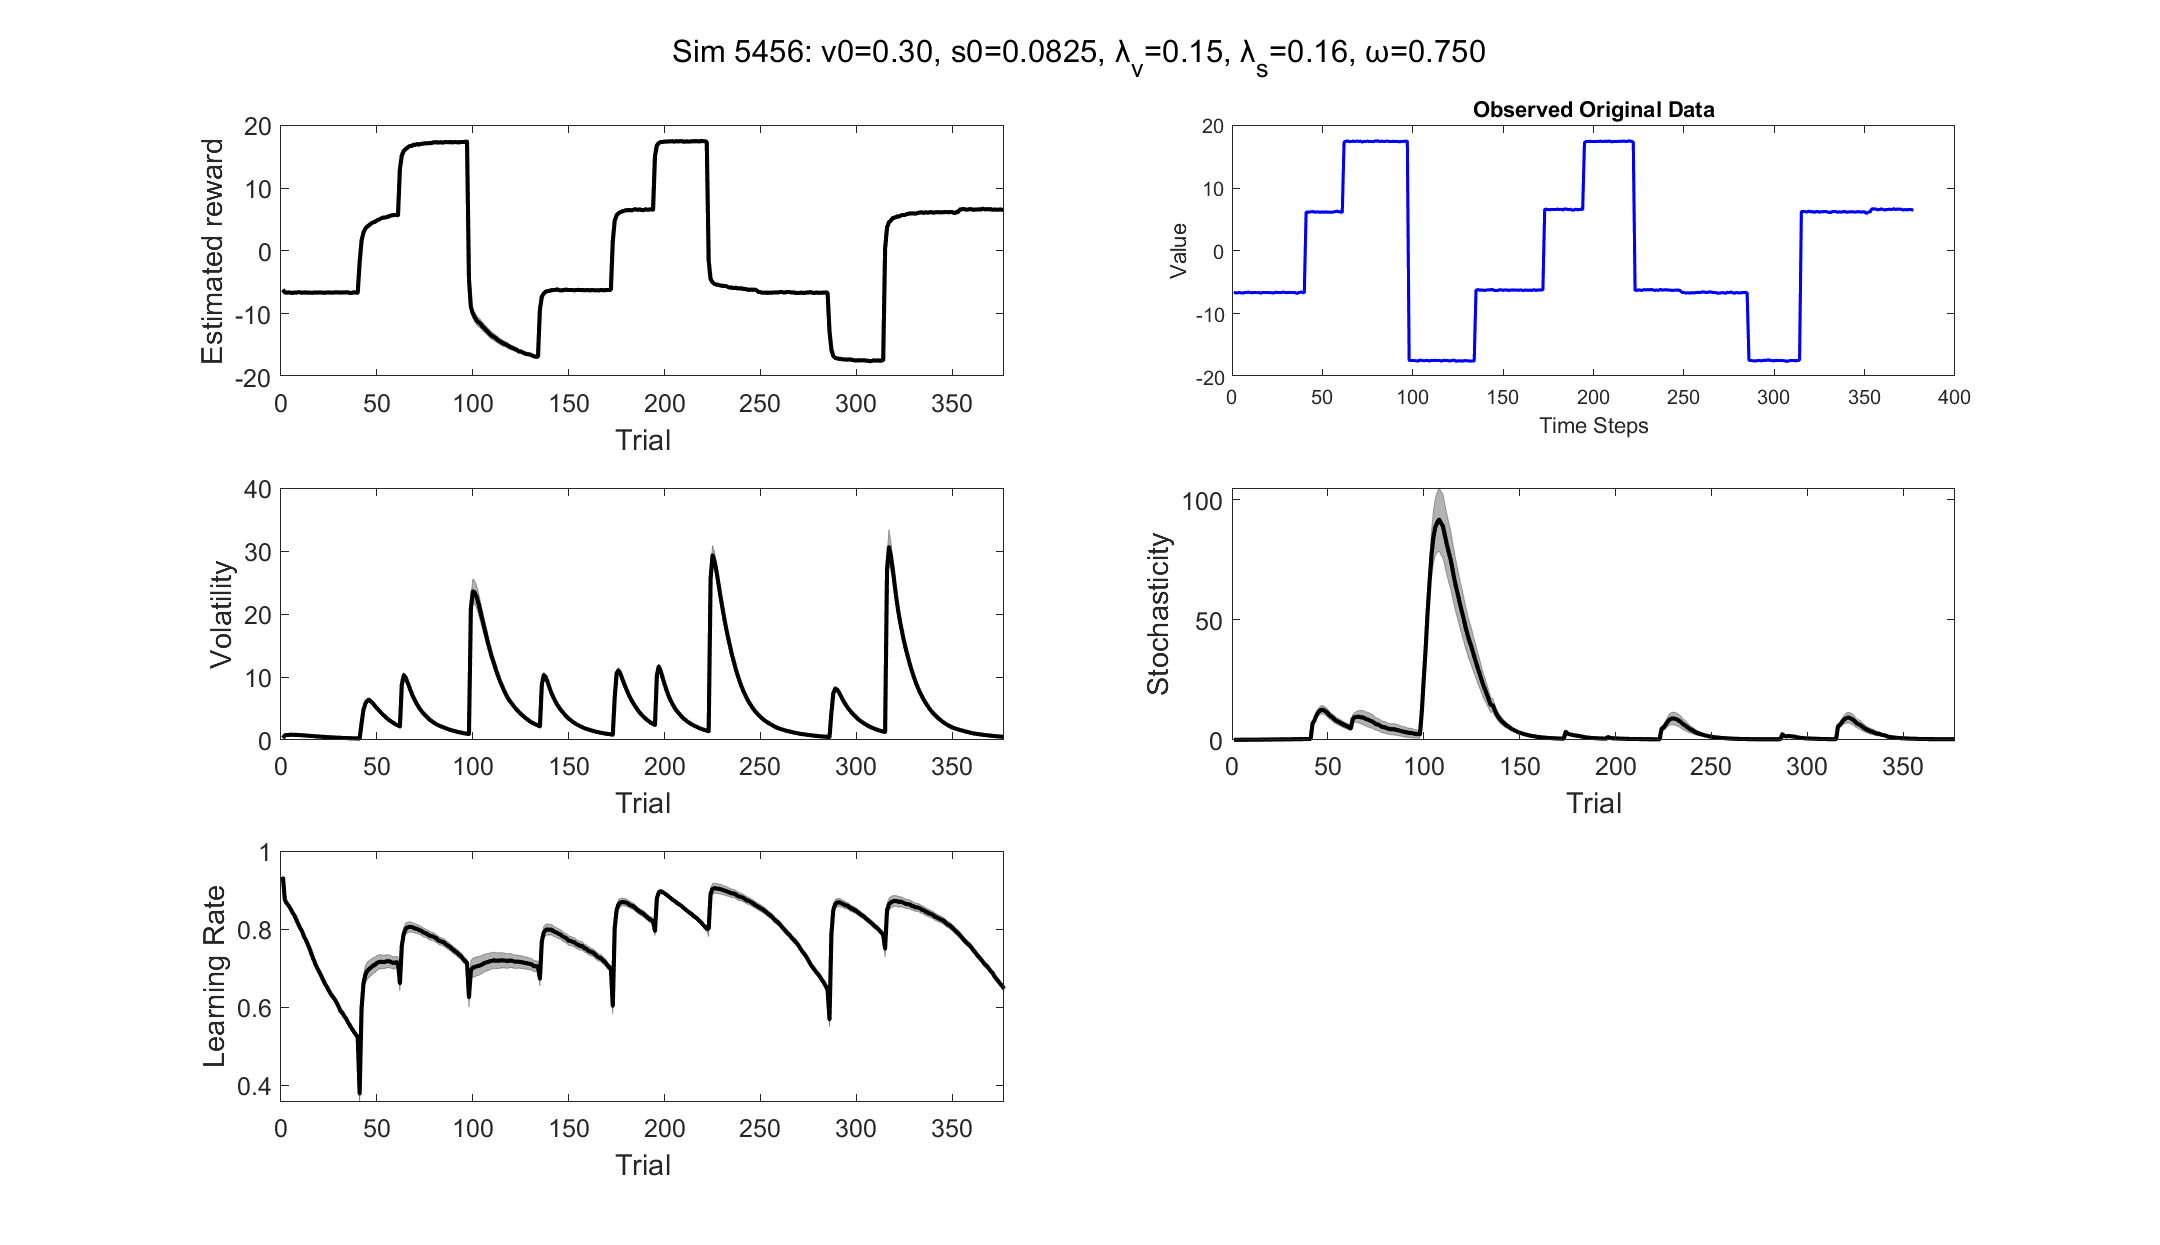 Sim 5456: v0=0.30, s0=0.0825, λ_v=0.15, λ_s=0.16, ω=0.750
20
10
0
-10
-20
Estimated reward
0 50 100 150 200 250 300 350
Trial
Observed Original Data
20
10
0
-10
-20
Value
0 50 100 150 200 250 300 350 400
Time Steps
40
30
20
10
0
Volatility
0 50 100 150 200 250 300 350
Trial
100
50
0
Stochasticity
0 50 100 150 200 250 300 350
Trial
1
0.8
0.6
0.4
Learning Rate
0 50 100 150 200 250 300 350
Trial